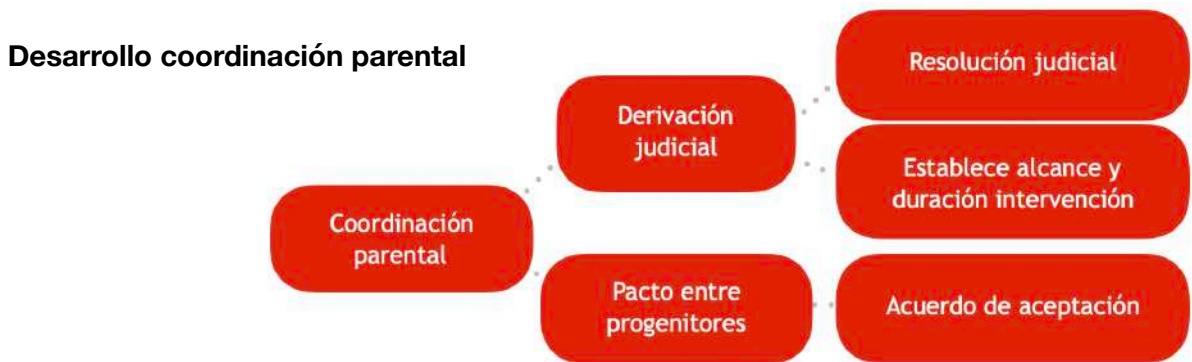 Desarrollo coordinación parental
Coordinación
parental
Derivación
judicial
Resolución judicial
Establece alcance y
duración intervención
Pacto entre
progenitores
Acuerdo de aceptación